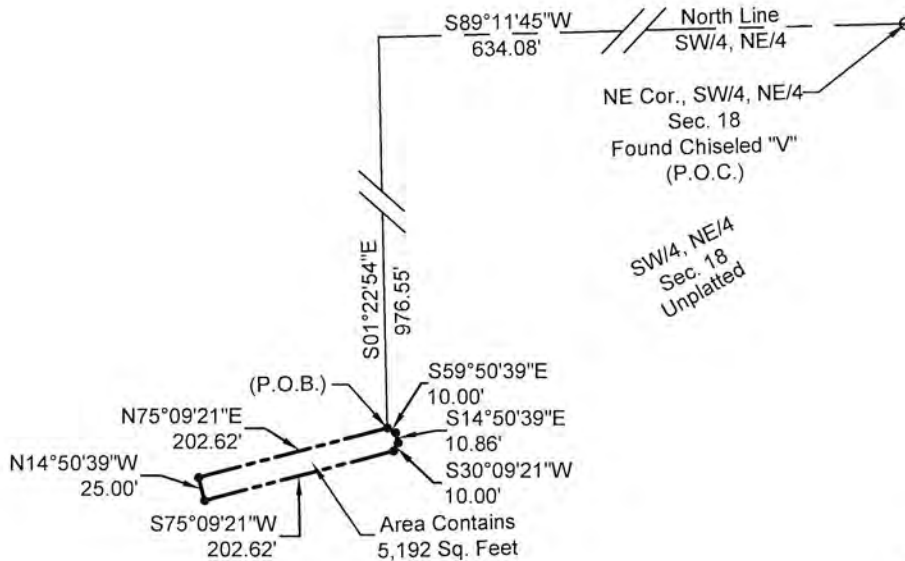 S89°11'45"W
634.08'
North Line
SW/4, NE/4
NE Cor., SW/4, NE/4
Sec. 18
Found Chiseled "V"
(P.O.C.)
SW/4, NE/4
Sec. 18
Unplatted
S01°22'54"E
976.55'
(P.O.B.)
S59°50'39"E
10.00'
N75°09'21"E
202.62'
S14°50'39"E
10.86'
N14°50'39"W
25.00'
S30°09'21"W
10.00'
S75°09'21"W
202.62'
Area Contains
5,192 Sq. Feet